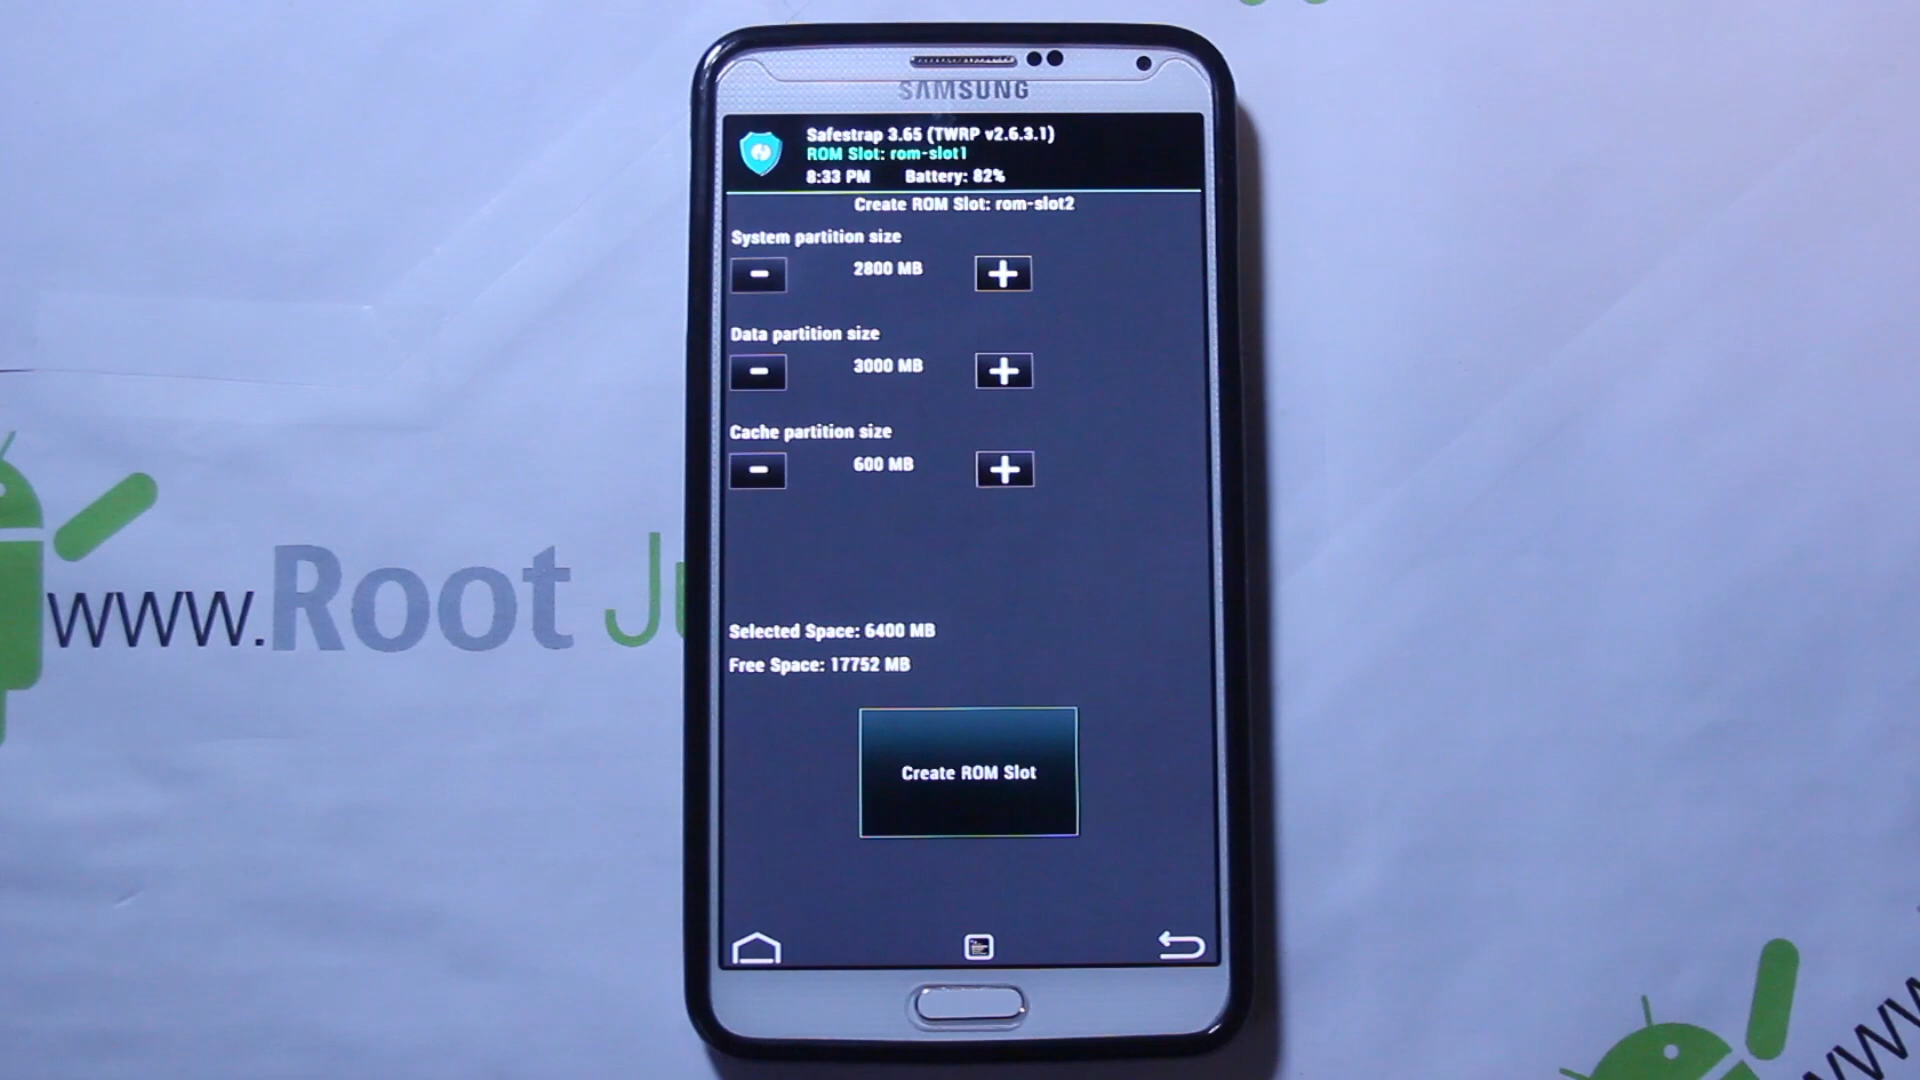 SAMSUNG
Safestrap 3.65 (TWRP v2.6.3.1)
ROM Slot: rom-slot1
8:33 PM Battery: 82%
Create ROM Slot: rom-slot2
System partition size
- 2800 MB +
Data partition size
- 3000 MB +
Cache partition size
- 600 MB +
Selected Space: 6400 MB
Free Space: 17752 MB
Create ROM Slot
www.Root Ju
www